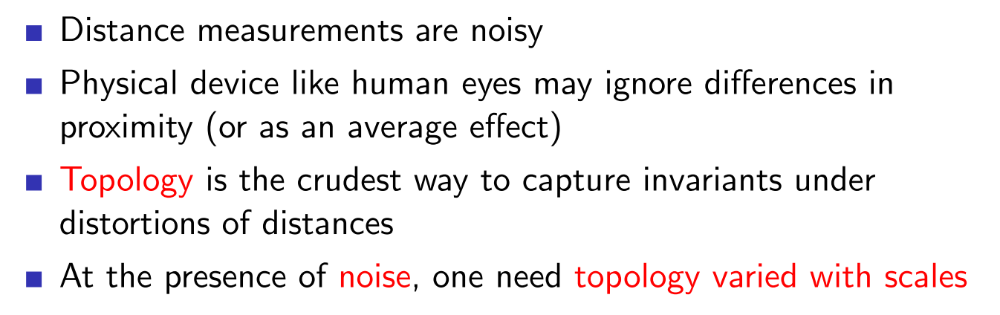 Distance measurements are noisy
Physical device like human eyes may ignore differences in
proximity (or as an average effect)
Topology is the crudest way to capture invariants under
distortions of distances
At the presence of noise, one need topology varied with scales